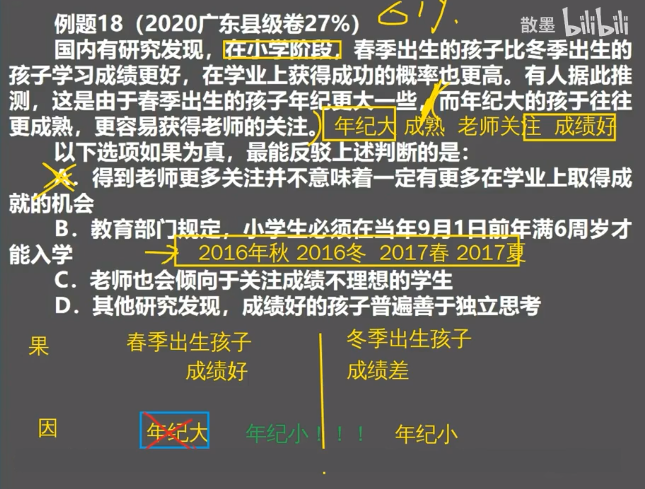 例题18（2020广东县级卷27%）
散墨 bilibili
国内有研究发现，在小学阶段，春季出生的孩子比冬季出生的
孩子学习成绩更好，在学业上获得成功的概率也更高。有人据此推
测，这是由于春季出生的孩子年纪更大一些，而年纪大的孩子往往
更成熟，更容易获得老师的关注。 年纪大 成熟 老师关注 成绩好
以下选项如果为真，最能反驳上述判断的是：
A．得到老师更多关注并不意味着一定有更多在学业上取得成
就的机会
B．教育部门规定，小学生必须在当年9月1日前年满6周岁才
能入学 2016年秋 2016冬 2017春 2017夏
C．老师也会倾向于关注成绩不理想的学生
D．其他研究发现，成绩好的孩子普遍善于独立思考
果 春季出生孩子 冬季出生孩子
成绩好 成绩差
因 年纪大 年纪小！！！ 年纪小